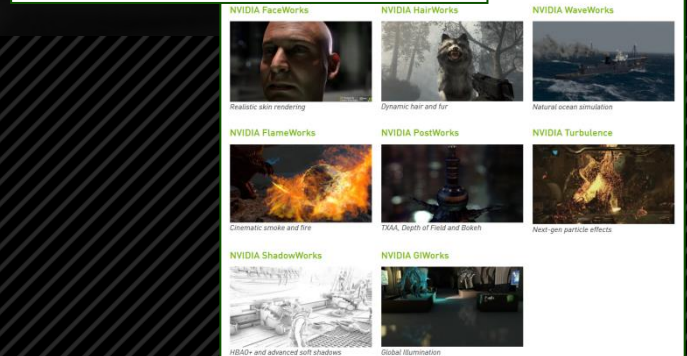 NVIDIA FaceWorks
NVIDIA HairWorks
NVIDIA WaveWorks
Realistic skin rendering
Dynamic hair and fur
Natural ocean simulation
NVIDIA FlameWorks
NVIDIA PostWorks
NVIDIA Turbulence
Cinematic smoke and fire
TXAA, Depth of Field and Bokeh
Next-gen particle effects
NVIDIA ShadowWorks
NVIDIA GIWorks
HBAO+ and advanced soft shadows
Global Illumination